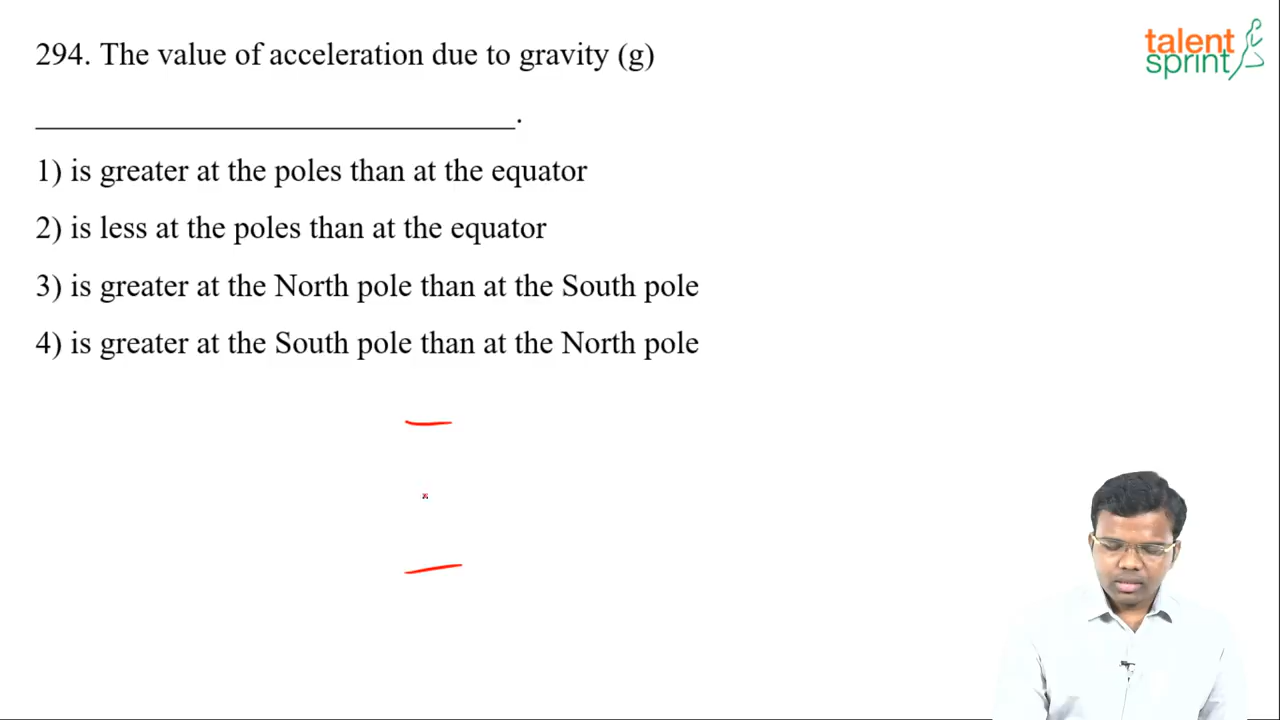 294. The value of acceleration due to gravity (g)
______________________________.
1) is greater at the poles than at the equator
2) is less at the poles than at the equator
3) is greater at the North pole than at the South pole
4) is greater at the South pole than at the North pole
talent
sprint